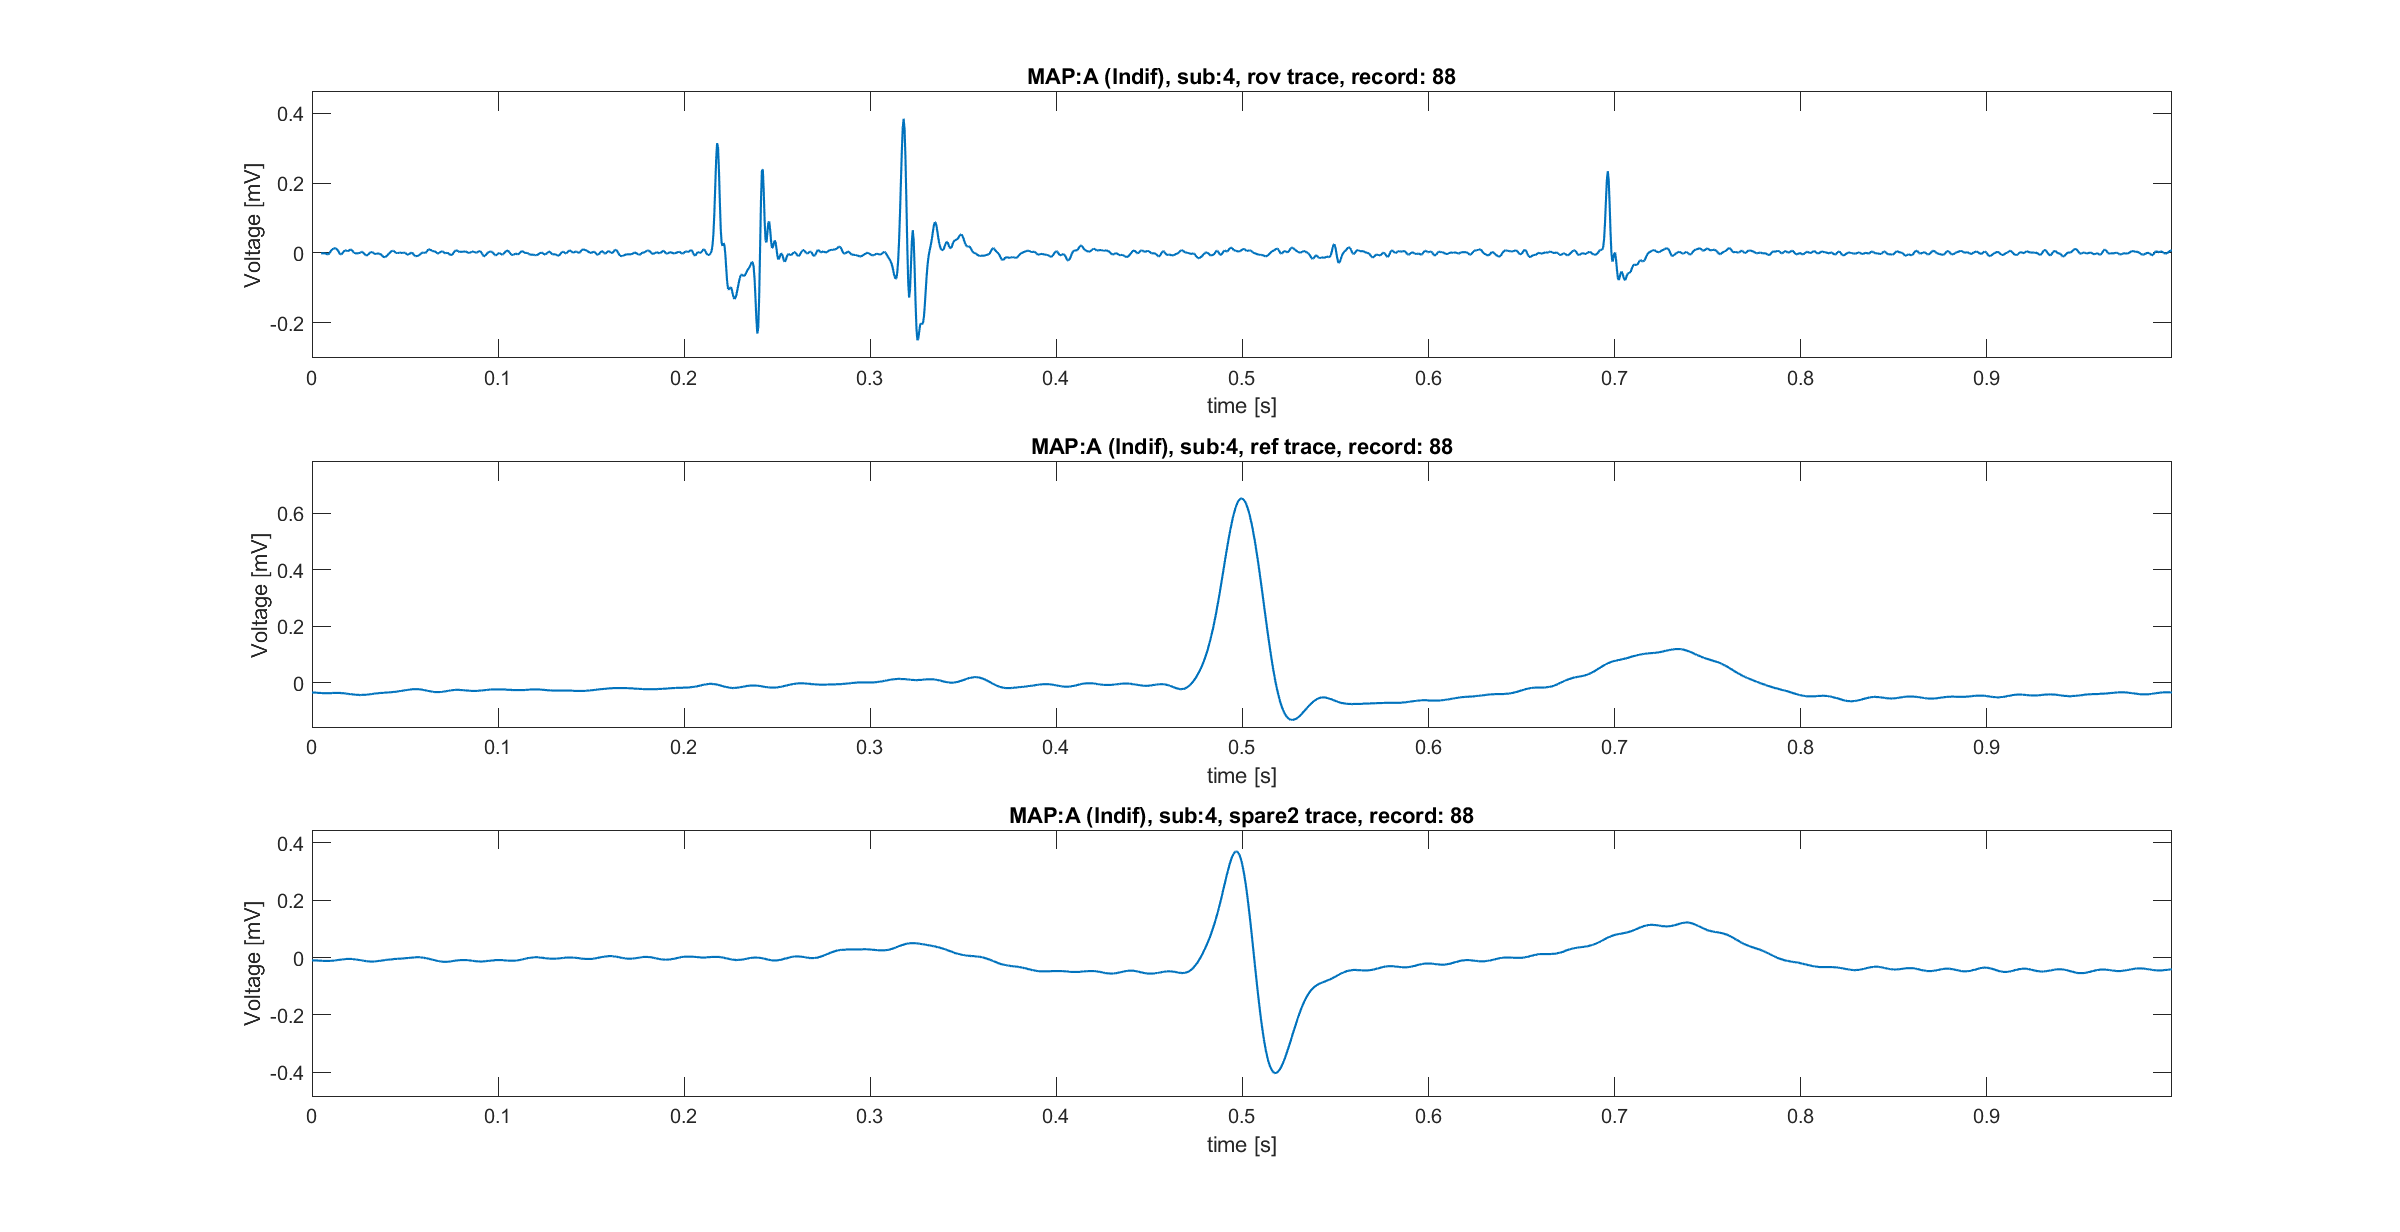 MAP:A (Indif), sub:4, rov trace, record: 88
Voltage [mV]
0.4
0.2
0
-0.2
0 0.1 0.2 0.3 0.4 0.5 0.6 0.7 0.8 0.9
time [s]
MAP:A (Indif), sub:4, ref trace, record: 88
Voltage [mV]
0.6
0.4
0.2
0
0 0.1 0.2 0.3 0.4 0.5 0.6 0.7 0.8 0.9
time [s]
MAP:A (Indif), sub:4, spare2 trace, record: 88
Voltage [mV]
0.4
0.2
0
-0.2
-0.4
0 0.1 0.2 0.3 0.4 0.5 0.6 0.7 0.8 0.9
time [s]